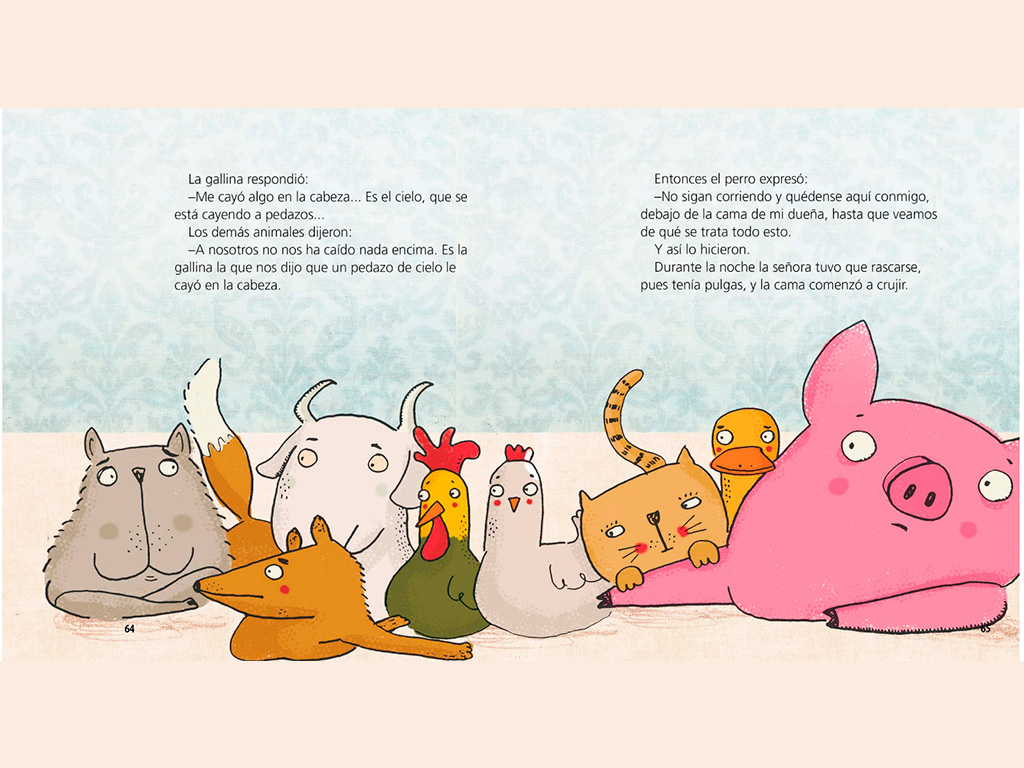 La gallina respondió:
–Me cayó algo en la cabeza... Es el cielo, que se
está cayendo a pedazos...
Los demás animales dijeron:
–A nosotros no nos ha caído nada encima. Es la
gallina la que nos dijo que un pedazo de cielo le
cayó en la cabeza.
64
Entonces el perro expresó:
–No sigan corriendo y quédense aquí conmigo,
debajo de la cama de mi dueña, hasta que veamos
de qué se trata todo esto.
Y así lo hicieron.
Durante la noche la señora tuvo que rascarse,
pues tenía pulgas, y la cama comenzó a crujir.
65